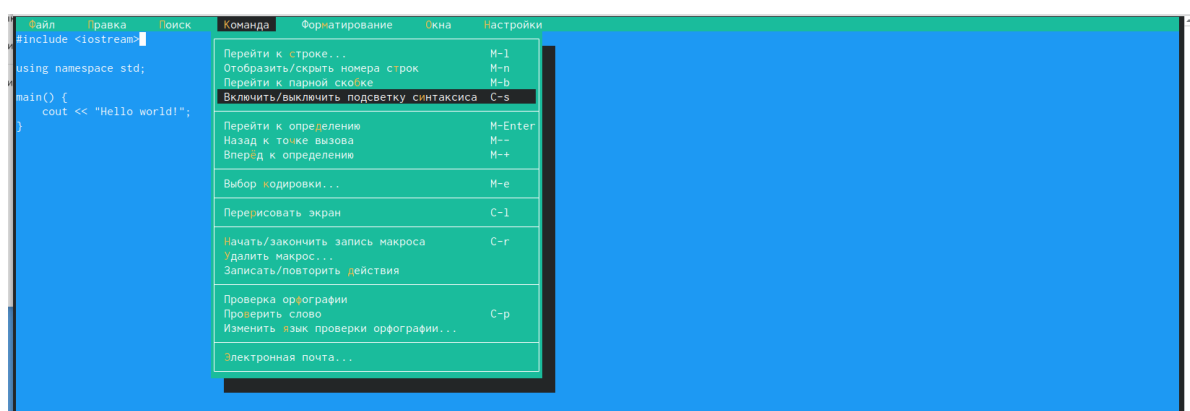 Файл Правка Поиск Команда Форматирование Окна Настройки
#include <iostream>
using namespace std;
main() {
cout << "Hello world!";
}
Перейти к строке... M-l
Отобразить/скрыть номера строк M-n
Перейти к парной скобке M-b
Включить/выключить подсветку синтаксиса C-s
Перейти к определению M-Enter
Назад к точке вызова M--
Вперёд к определению M-+
Выбор кодировки... M-e
Перерисовать экран C-l
Начать/закончить запись макроса C-r
Удалить макрос...
Записать/повторить действия
Проверка орфографии
Проверить слово C-p
Изменить язык проверки орфографии...
Электронная почта...